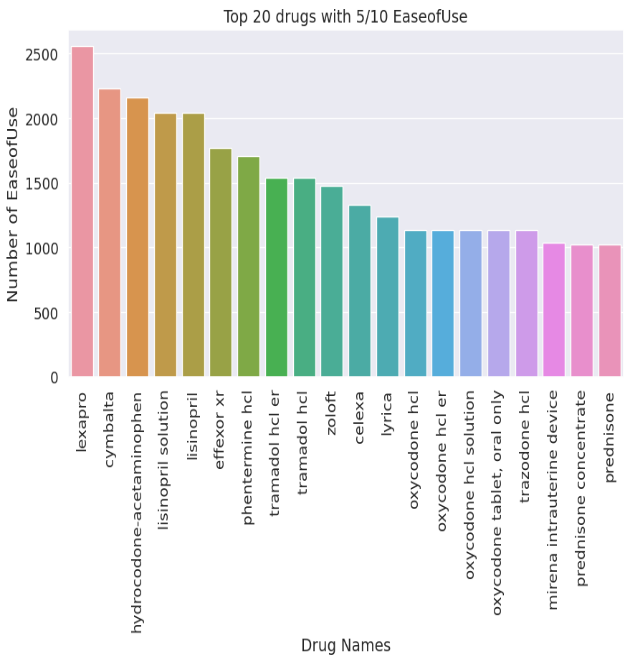 Top 20 drugs with 5/10 EaseofUse
Number of EaseofUse
2500
2000
1500
1000
500
0
lexapro
cymbalta
hydrocodone-acetaminophen
lisinopril solution
lisinopril
effexor xr
phentermine hcl
tramadol hcl er
tramadol hcl
zoloft
celexa
lyrica
oxycodone hcl
oxycodone hcl er
oxycodone hcl solution
oxycodone tablet, oral only
trazodone hcl
mirena intrauterine device
prednisone concentrate
prednisone
Drug Names